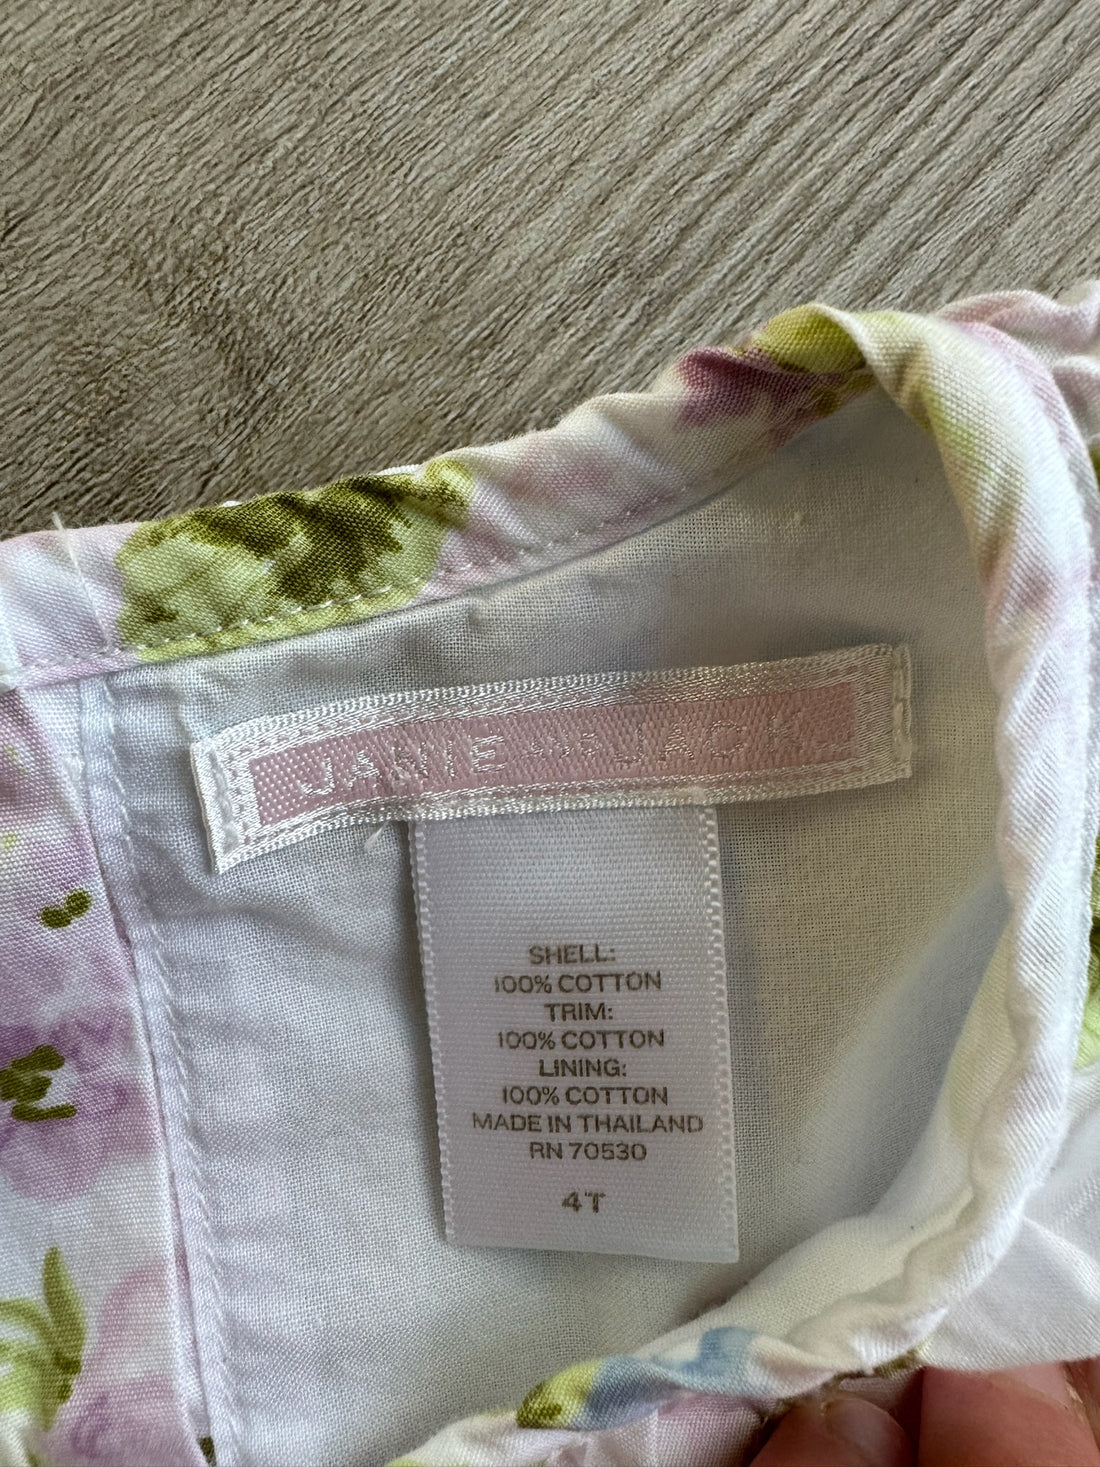 JANIE AND JACK
SHELL:
100% COTTON
TRIM:
100% COTTON
LINING:
100% COTTON
MADE IN THAILAND
RN 70530
4T